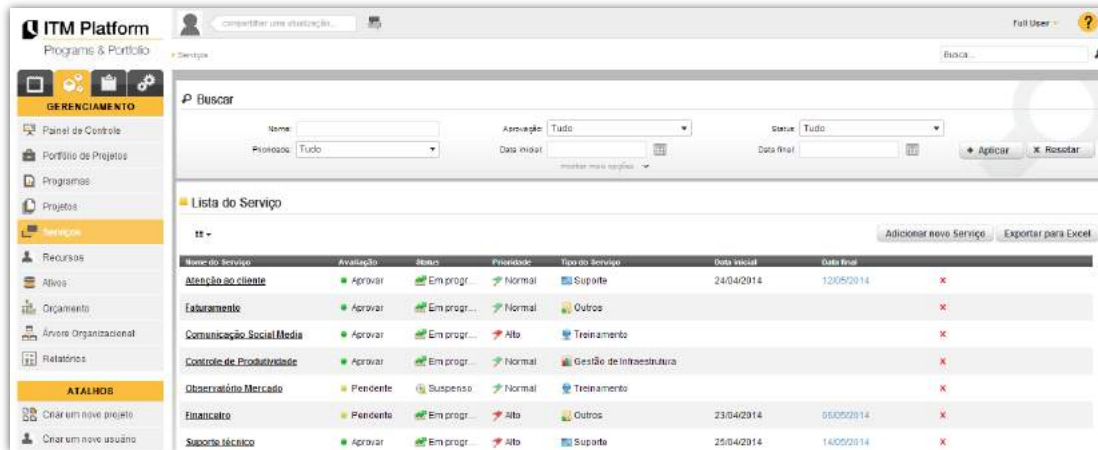 ITM Platform
Programs & Portfolio
compartilhar uma atualização...
Full User
?
Serviços
Busca...
GERENCIAMENTO
Painel de Controle
Portfólio de Projetos
Programas
Projetos
Serviços
Recursos
Ativos
Orçamento
Árvore Organizacional
Relatórios
ATALHOS
Criar um novo projeto
Criar um novo usuário
Buscar
Nome:
Aprovação: Tudo
Status: Tudo
Prioridade: Tudo
Data inicial:
Data final:
Aplicar
Resetar
mostrar mais opções
Lista do Serviço
Adicionar novo Serviço
Exportar para Excel
Nome do Serviço Avaliação Status Prioridade Tipo do Serviço Data inicial Data final
Atenção ao cliente Aprovar Em progr... Normal Suporte 24/04/2014 12/05/2014
Faturamento Aprovar Em progr... Normal Outros
Comunicação Social Media Aprovar Em progr... Alto Treinamento
Controle de Produtividade Aprovar Em progr... Normal Gestão de Infraestrutura
Observatório Mercado Pendente Suspenso Normal Treinamento
Financeiro Pendente Em progr... Alto Outros 23/04/2014
Suporte técnico Aprovar Em progr... Alto Suporte 25/04/2014 14/05/2014